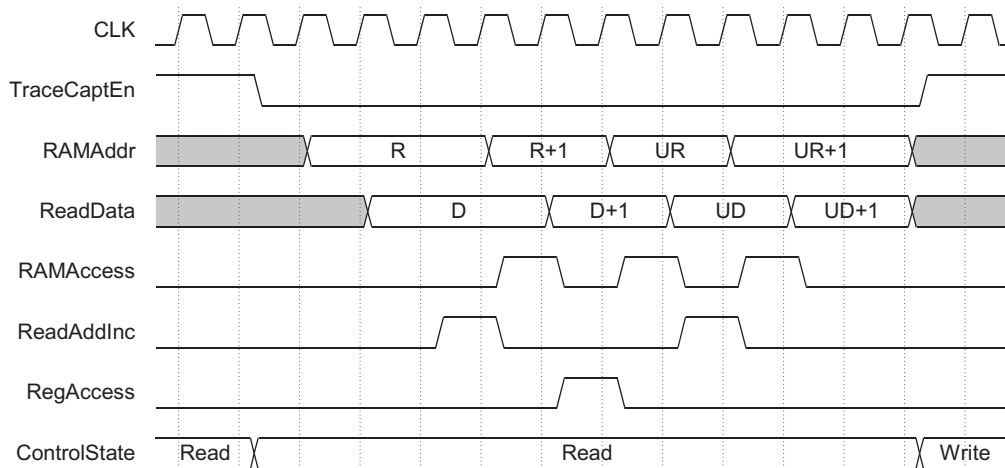 CLK
TraceCaptEn
RAMAddr R R+1 UR UR+1
ReadData D D+1 UD UD+1
RAMAccess
ReadAddInc
RegAccess
ControlState Read Read Write